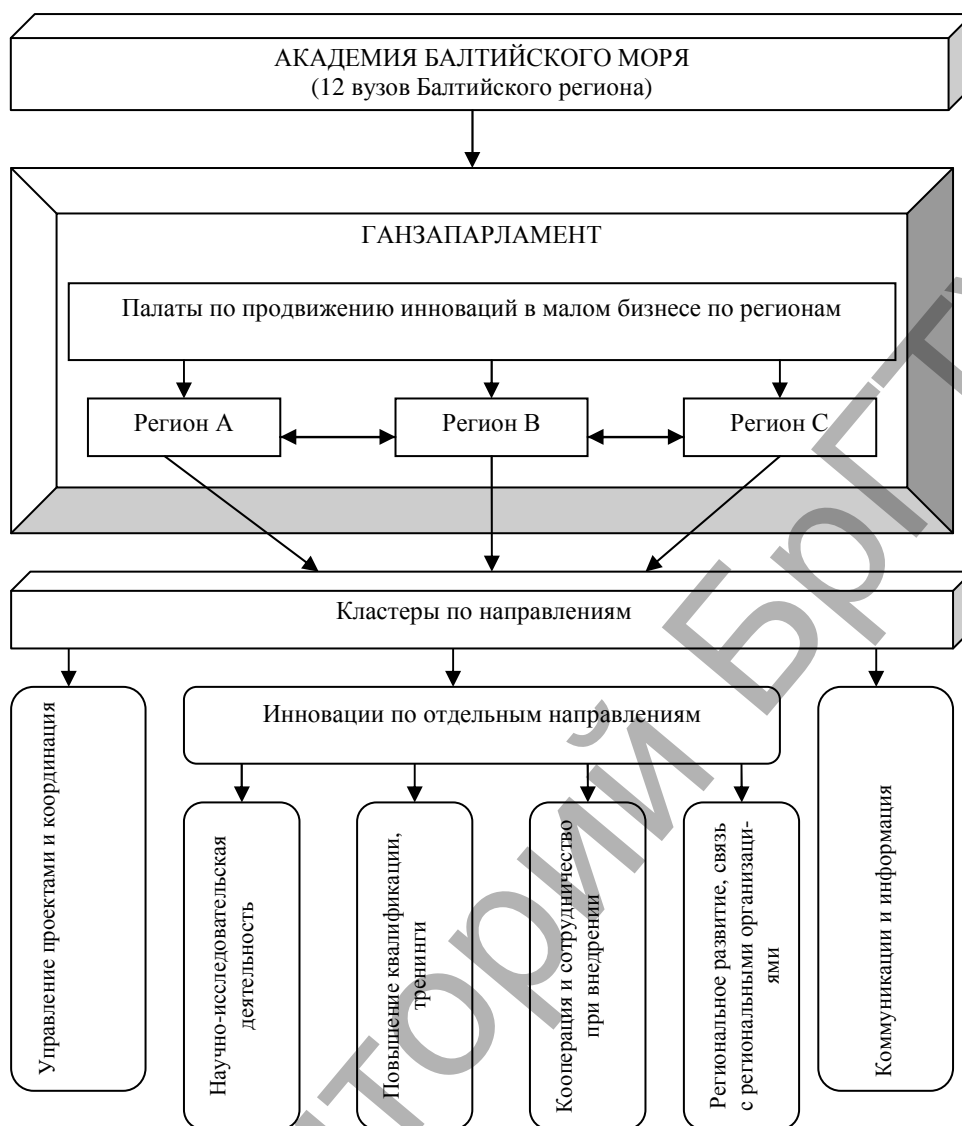 АКАДЕМИЯ БАЛТИЙСКОГО МОРЯ
(12 вузов Балтийского региона)
ГАНЗАПАРЛАМЕНТ
Палаты по продвижению инноваций в малом бизнесе по регионам
Регион А
Регион В
Регион С
Кластеры по направлениям
Управление проектами и координация
Инновации по отдельным направлениям
Научно-исследовательская
деятельность
Повышение квалификации,
тренинги
Кооперация и сотрудничество
при внедрении
Региональное развитие, связь
с региональными организаци-
ями
Коммуникации и информация